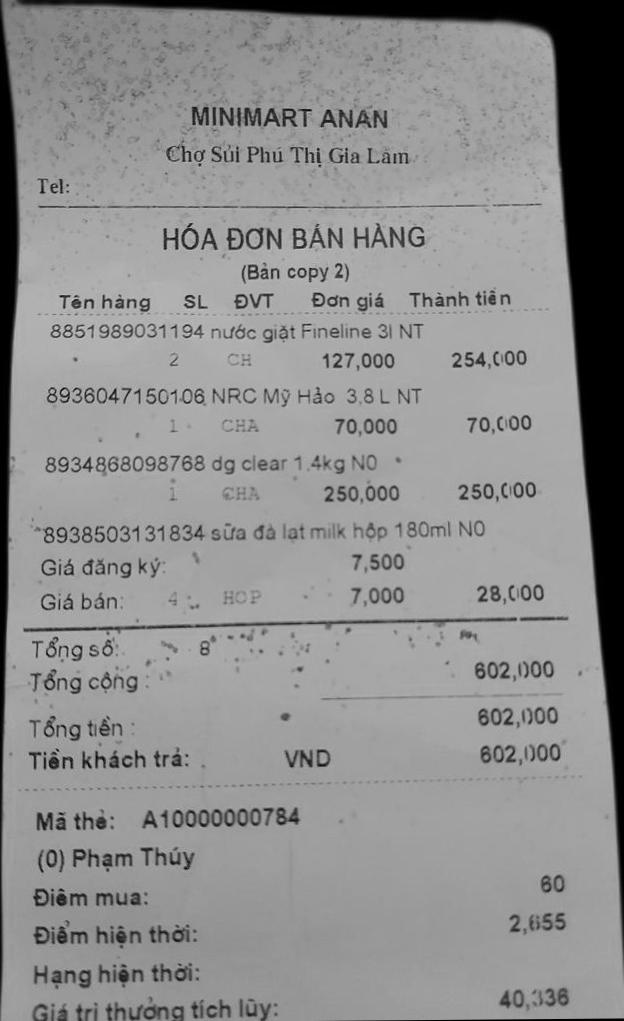 MINIMART ANAN
Chợ Sủi Phú Thị Gia Lâm
Tel:
HÓA ĐƠN BÁN HÀNG
(Bản copy 2)
Tên hàng SL ĐVT Đơn giá Thành tiền
8851989031194 nước giặt Fineline 3l NT
2 CH 127,000 254,000
8936047150106 NRC Mỹ Hảo 3,8 L NT
1 CHA 70,000 70,000
8934868098768 dg clear 1.4kg N0
1 CHA 250,000 250,000
8938503131834 sữa đà lạt milk hộp 180ml N0
Giá đăng ký: 7,500
Giá bán: 4 HOP 7,000 28,000
Tổng số: 8
Tổng cộng : 602,000
Tổng tiền : 602,000
Tiền khách trả: VND 602,000
Mã thẻ: A10000000784
(0) Phạm Thúy
Điểm mua: 60
Điểm hiện thời: 2,655
Hạng hiện thời:
Giá trị thưởng tích lũy: 40,336